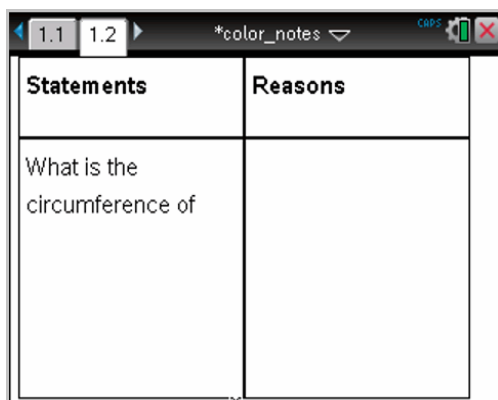 1.1 1.2 *color_notes CAPS
Statements Reasons
What is the
circumference of